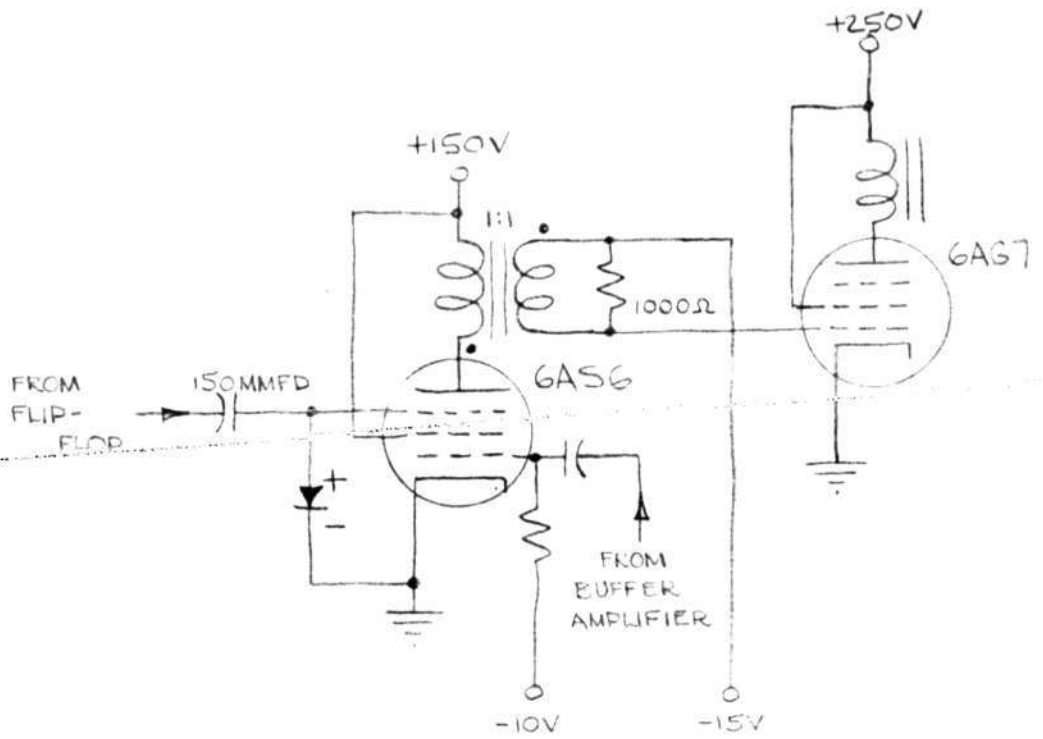 +250V
+150V
1:1
6AG7
1000Ω
6AS6
FROM
FLIP-
FLOP
150MMFD
+
-
FROM
BUFFER
AMPLIFIER
-10V
-15V